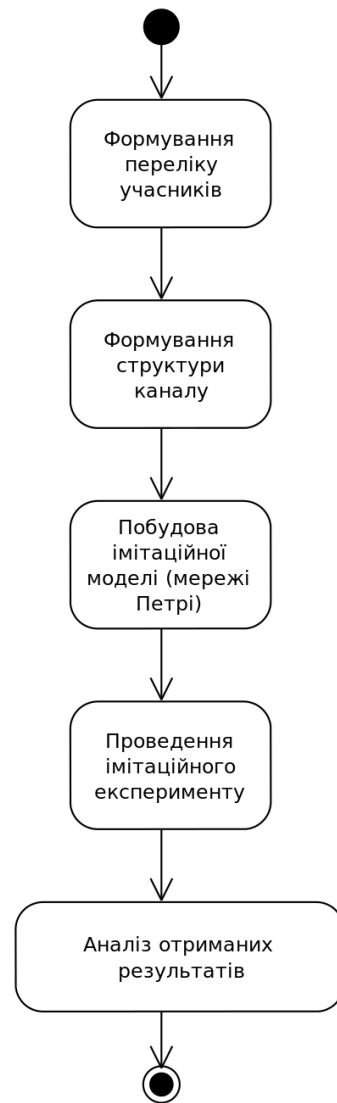 Формування
переліку
учасників
Формування
структури
каналу
Побудова
імітаційної
моделі (мережі
Петрі)
Проведення
імітаційного
експерименту
Аналіз отриманих
результатів